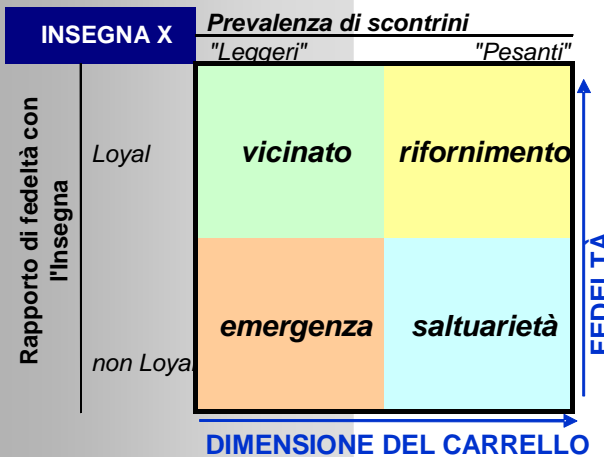 INSEGNA X
Prevalenza di scontrini
"Leggeri"
"Pesanti"
Rapporto di fedeltà con
l'Insegna
Loyal
vicinato
rifornimento
non Loyal
emergenza
saltuarietà
FEDELTÀ
DIMENSIONE DEL CARRELLO